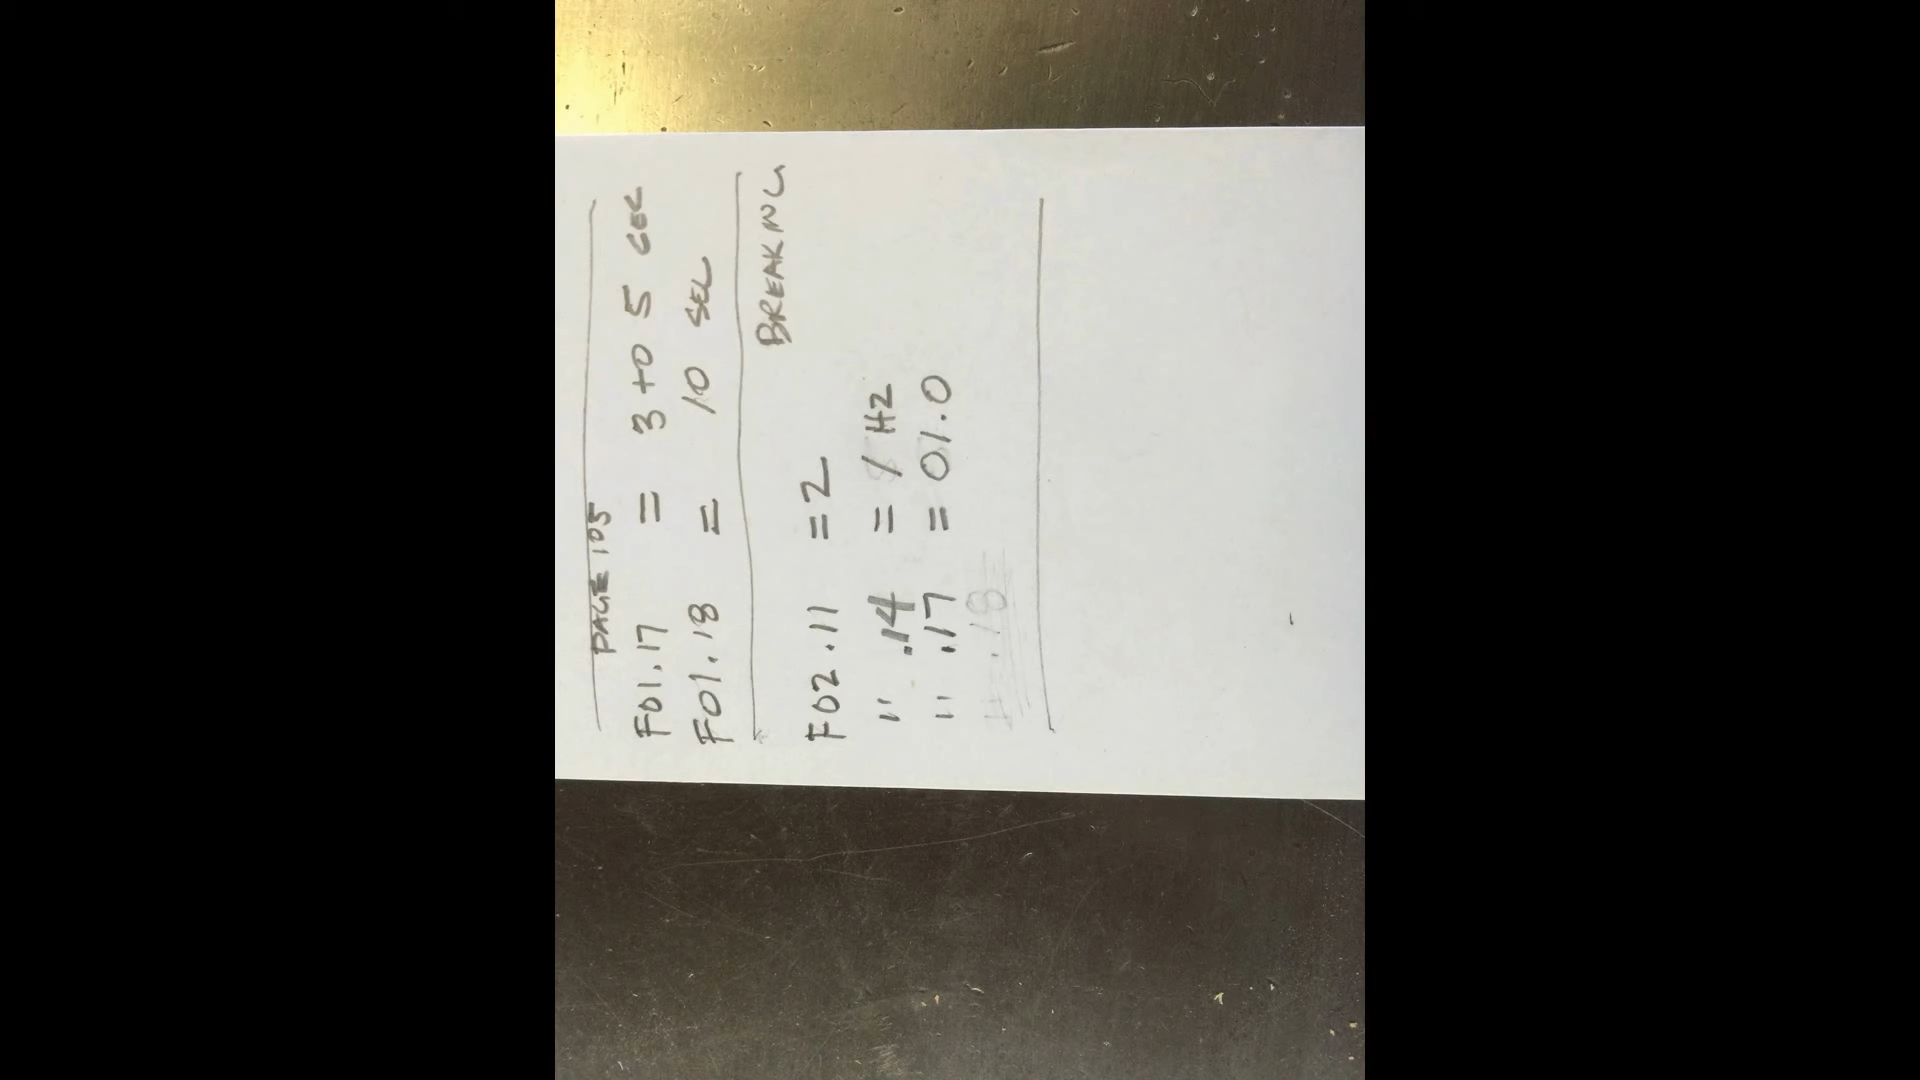 PAGE 105
F01.17 = 3 to 5 SEC
F01.18 = 10 SEC
BREAKING
F02.11 = 2
" .14 = 1 Hz
" .17 = 01.0
" .18